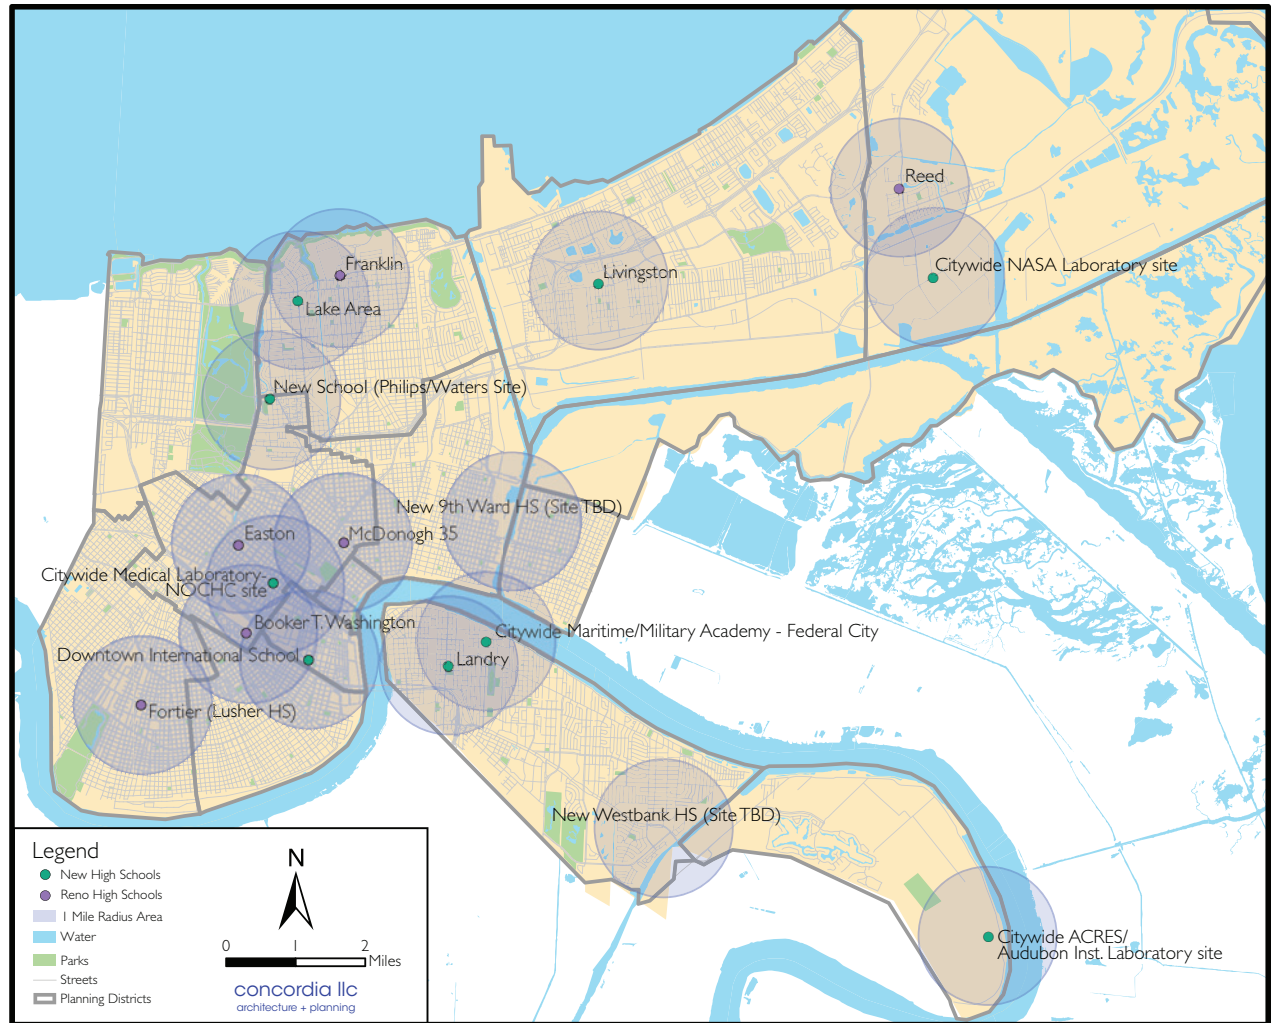 Reed
Citywide NASA Laboratory site
Franklin
Livingston
Lake Area
New School (Philips/Waters Site)
New 9th Ward HS (Site TBD)
Easton
McDonogh 35
Citywide Medical Laboratory-
NOCHC site
Booker T. Washington
Citywide Maritime/Military Academy - Federal City
Downtown International School
Landry
Fortier (Lusher HS)
New Westbank HS (Site TBD)
Citywide ACRES/
Audubon Inst. Laboratory site
Legend
New High Schools
Reno High Schools
1 Mile Radius Area
Water
Parks
Streets
Planning Districts
N
0 1 2
Miles
concordia llc
architecture + planning